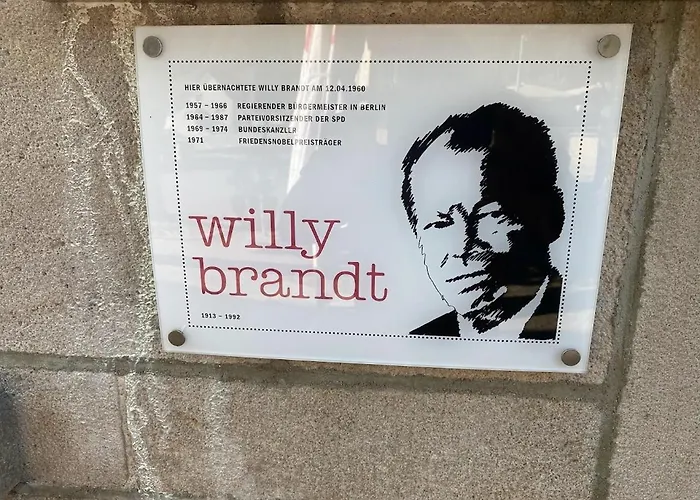 HIER ÜBERNACHTETE WILLY BRANDT AM 12.04.1960
1957 – 1966 REGIERENDER BÜRGERMEISTER IN BERLIN
1964 – 1987 PARTEIVORSITZENDER DER SPD
1969 – 1974 BUNDESKANZLER
1971 FRIEDENSNOBELPREISTRÄGER
willy
brandt
1913 – 1992